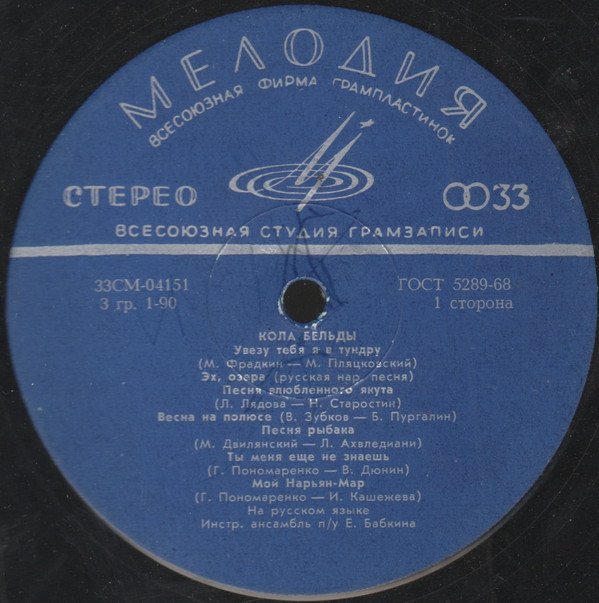 МЕЛОДИЯ
ВСЕСОЮЗНАЯ ФИРМА ГРАМПЛАСТИНОК
СТЕРЕО
33
ВСЕСОЮЗНАЯ СТУДИЯ ГРАМЗАПИСИ
33СМ-04151 ГОСТ 5289-68
3 гр. 1-90 1 сторона
КОЛА БЕЛЬДЫ
Увезу тебя я в тундру
(М. Фрадкин — М. Пляцковский)
Эх, озера (русская нар. песня)
Песня влюбленного якута
(Л. Лядова — Н. Старостин)
Весна на полюсе (В. Зубков — Б. Пургалин)
Песня рыбака
(М. Двилянский — Л. Ахвледиани)
Ты меня еще не знаешь
(Г. Пономаренко — В. Дюнин)
Мой Нарьян-Мар
(Г. Пономаренко — И. Кашежева)
На русском языке
Инстр. ансамбль п/у Е. Бабкина